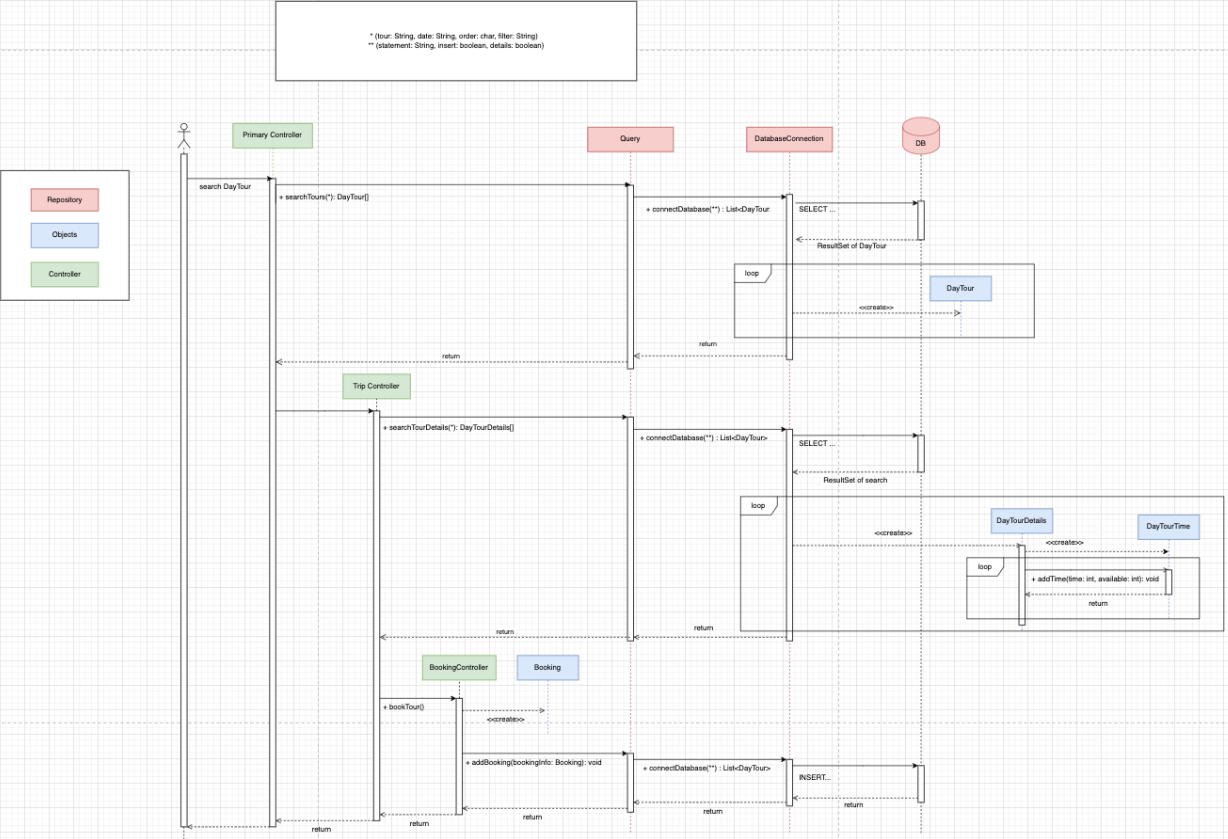 * (tour: String, date: String, order: char, filter: String)
** (statement: String, insert: boolean, details: boolean)
Primary Controller
Query
DatabaseConnection
DB
Repository
Objects
Controller
search DayTour
+ searchTours(*): DayTour[]
+ connectDatabase(**) : List<DayTour
SELECT ...
ResultSet of DayTour
loop
DayTour
<<create>>
return
return
Trip Controller
+ searchTourDetails(*): DayTourDetails[]
+ connectDatabase(**) : List<DayTour>
SELECT ...
ResultSet of search
loop
DayTourDetails
DayTourTime
<<create>>
<<create>>
loop
+ addTime(time: int, available: int): void
return
return
return
BookingController
Booking
+ bookTour()
<<create>>
+ addBooking(bookingInfo: Booking): void
+ connectDatabase(**) : List<DayTour>
INSERT...
return
return
return
return
return